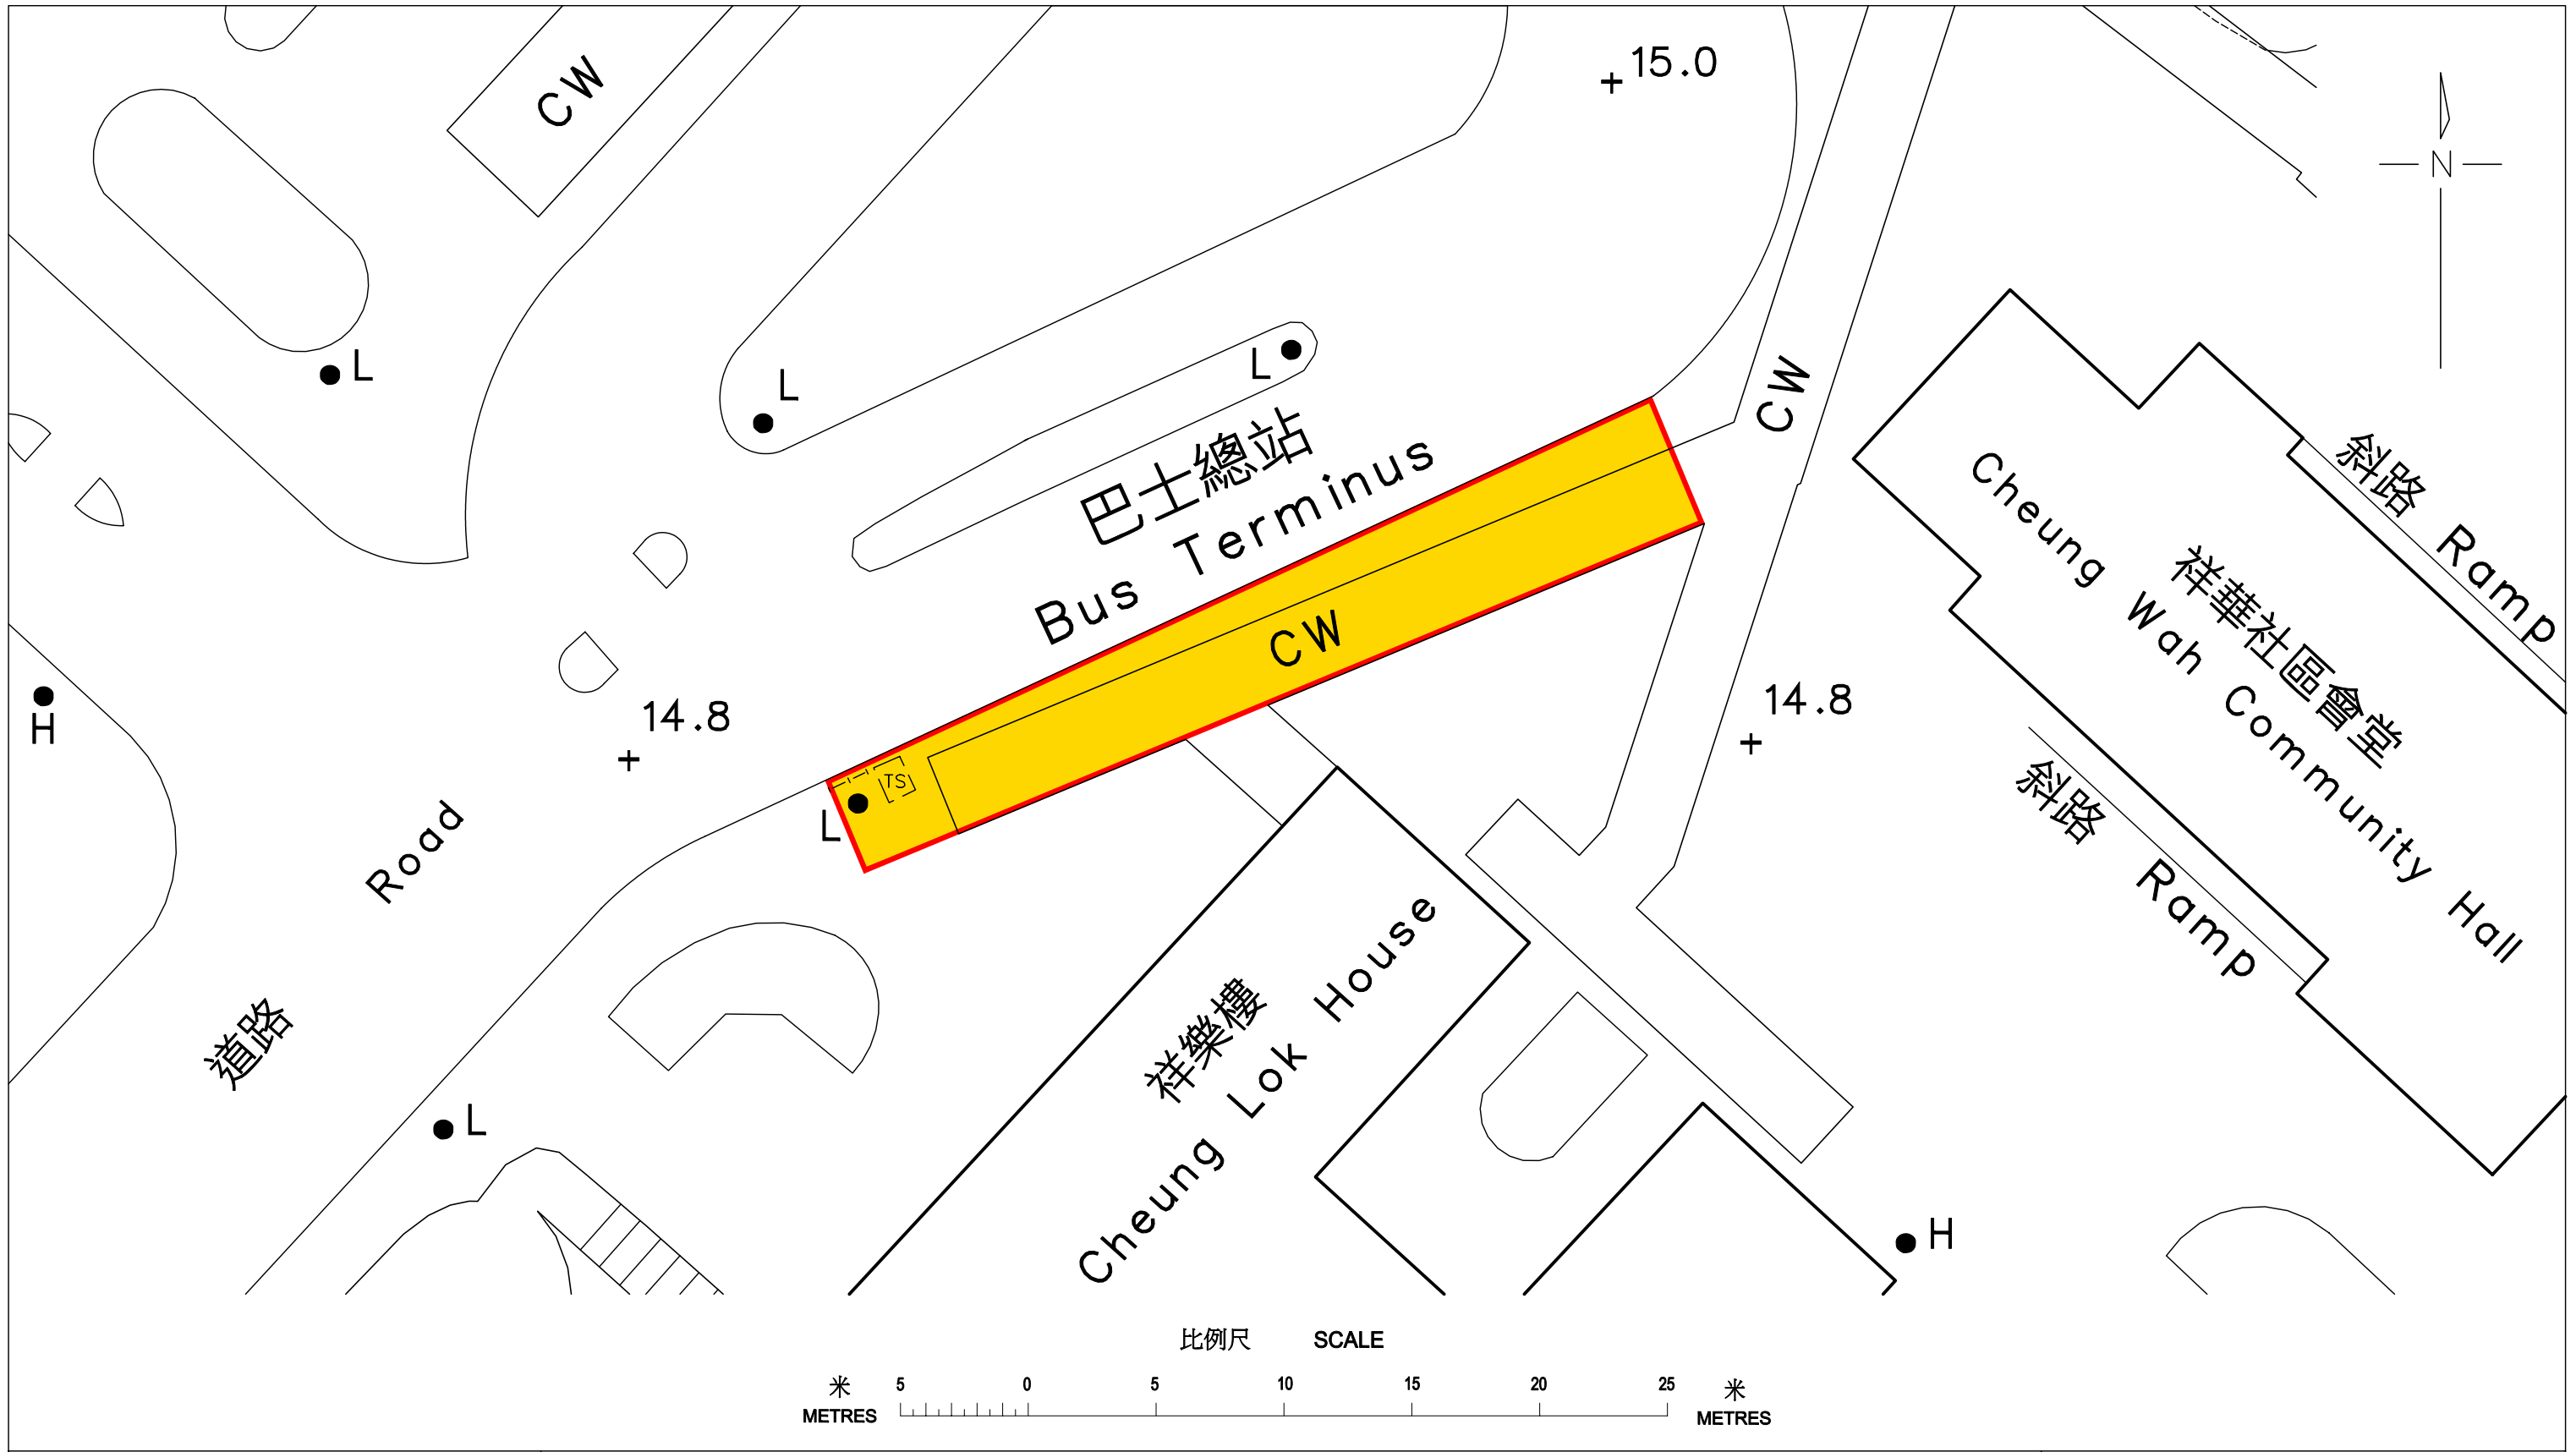 CW
+15.0
N
L
L
L
CW
巴士總站
Bus Terminus
斜路 Ramp
祥華社區會堂
Cheung Wah Community Hall
斜路 Ramp
CW
H
14.8
+
14.8
+
TS
L
道路
Road
祥樂樓
Cheung Lok House
L
H
比例尺 SCALE
米 5 0 5 10 15 20 25 米
METRES METRES